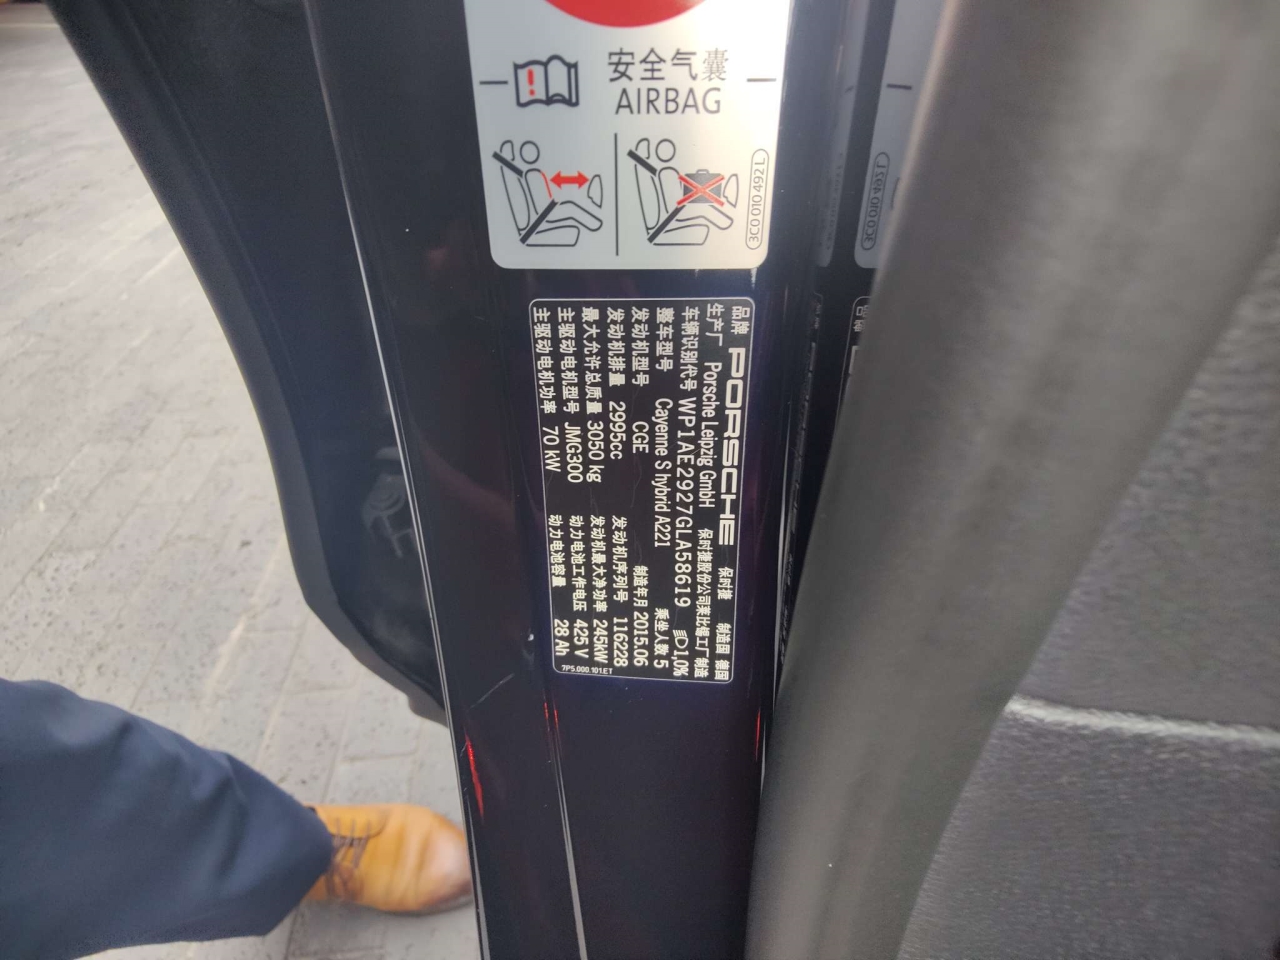 安全气囊
AIRBAG
3C0 010 492 L
品牌 PORSCHE 保时捷 制造国 德国
生产厂 Porsche Leipzig GmbH 保时捷股份公司莱比锡工厂制造
车辆识别代号 WP1AE2927GLA58619 1,0%
整车型号 Cayenne S hybrid A221 乘坐人数 5
发动机型号 CGE 制造年月 2015.06
发动机排量 2995cc 发动机序列号 116228
最大允许总质量 3050 kg 发动机最大净功率 245kW
主驱动电机型号 JMG300 动力电池工作电压 425 V
主驱动电机功率 70 kW 动力电池容量 28 Ah
7P5.000.101.ET